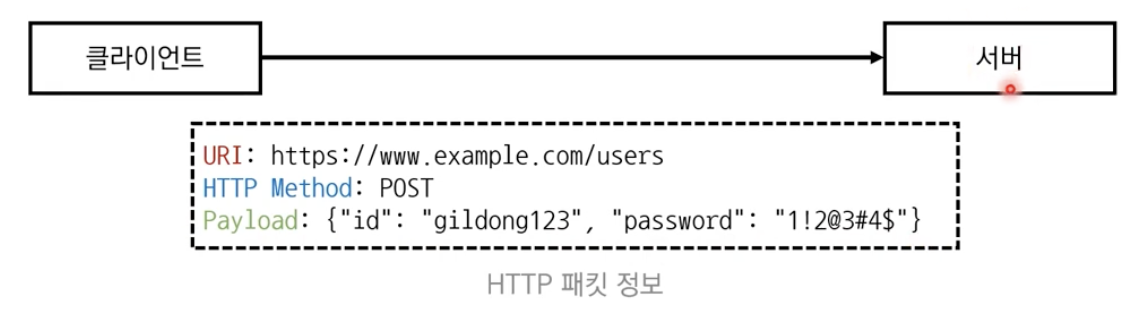 클라이언트
서버
URI: https://www.example.com/users
HTTP Method: POST
Payload: {"id": "gildong123", "password": "1!2@3#4$"}
HTTP 패킷 정보